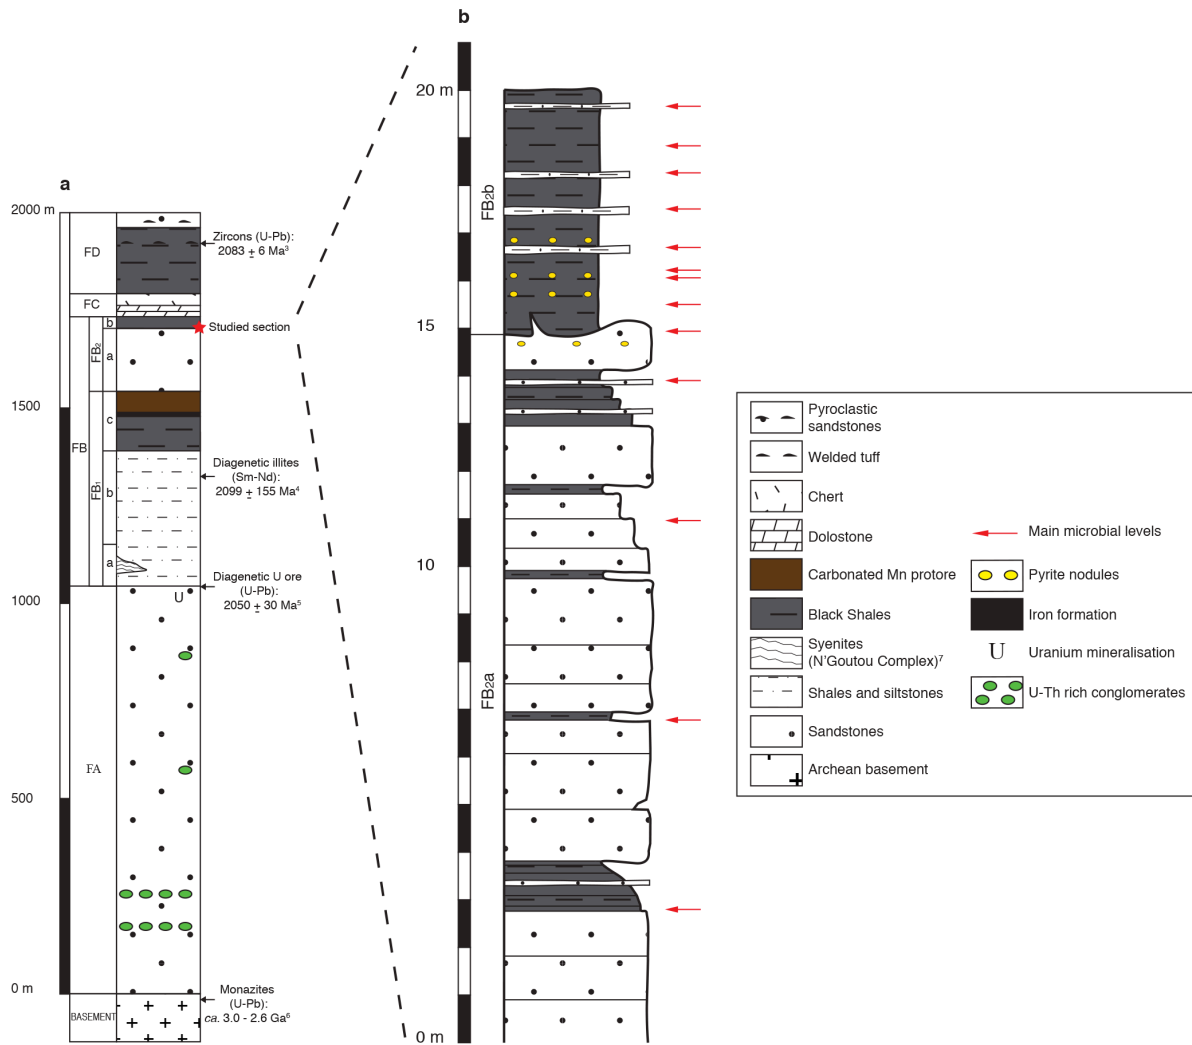 a
2000 m
1500
1000
500
0 m
FD
FC
FB
FB2
b
a
FB1
c
b
a
FA
BASEMENT
U
Zircons (U-Pb):
2083 ± 6 Ma³
Studied section
Diagenetic illites
(Sm-Nd):
2099 ± 155 Ma⁴
Diagenetic U ore
(U-Pb):
2050 ± 30 Ma⁵
Monazites
(U-Pb):
ca. 3.0 - 2.6 Ga⁶
b
20 m
15
10
0 m
FB2b
FB2a
Pyroclastic
sandstones
Welded tuff
Chert
Dolostone
Carbonated Mn protore
Black Shales
Syenites
(N'Goutou Complex)⁷
Shales and siltstones
Sandstones
Archean basement
Main microbial levels
Pyrite nodules
Iron formation
U
Uranium mineralisation
U-Th rich conglomerates